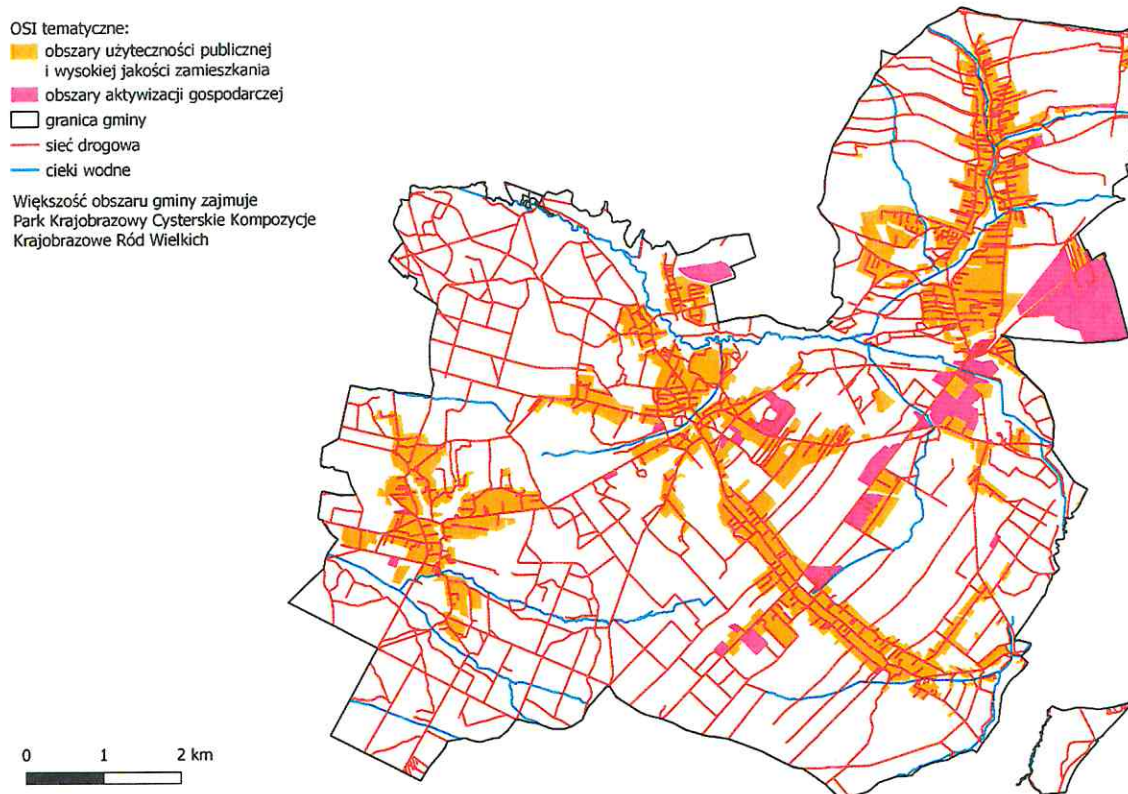 OSI tematyczne:
obszary użyteczności publicznej
i wysokiej jakości zamieszkania
obszary aktywizacji gospodarczej
granica gminy
sieć drogowa
cieki wodne
Większość obszaru gminy zajmuje
Park Krajobrazowy Cysterskie Kompozycje
Krajobrazowe Ród Wielkich
0 1 2 km